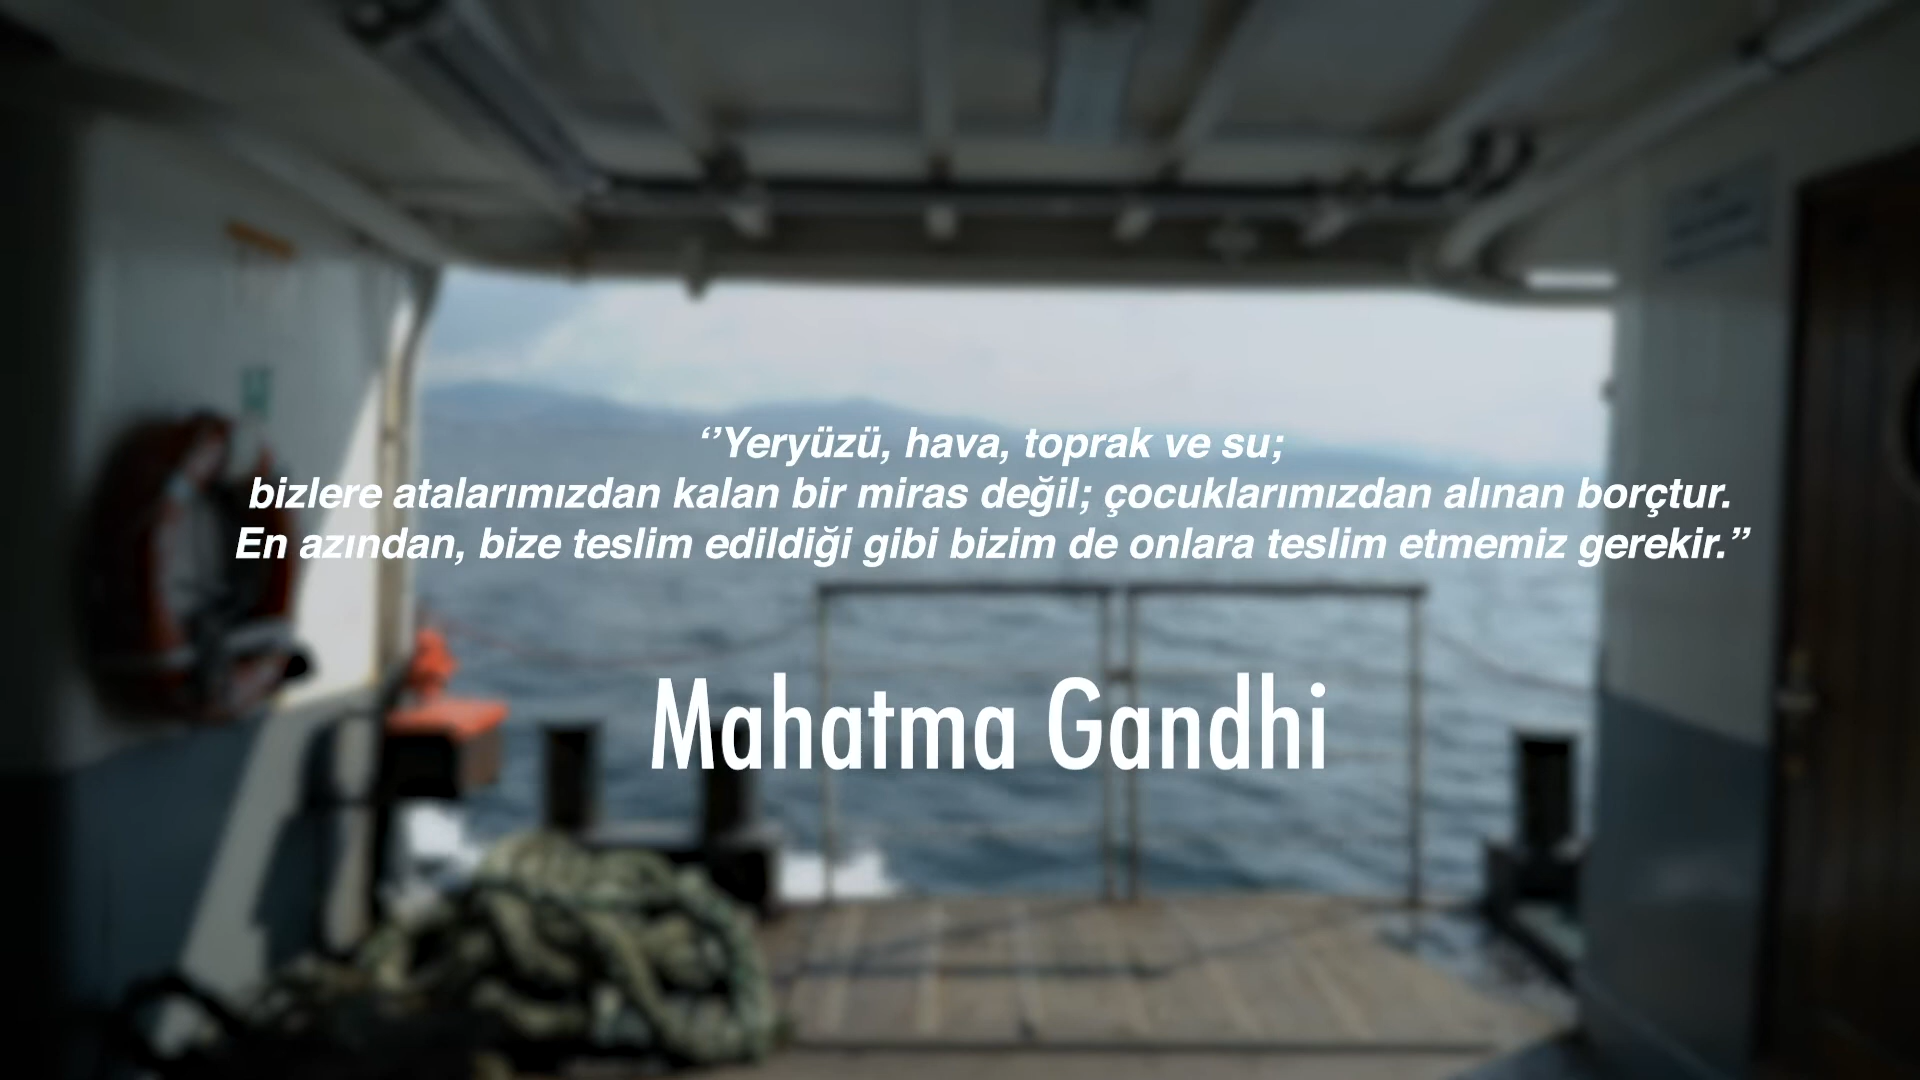 ‘’Yeryüzü, hava, toprak ve su;
bizlere atalarımızdan kalan bir miras değil; çocuklarımızdan alınan borçtur.
En azından, bize teslim edildiği gibi bizim de onlara teslim etmemiz gerekir.’’
Mahatma Gandhi